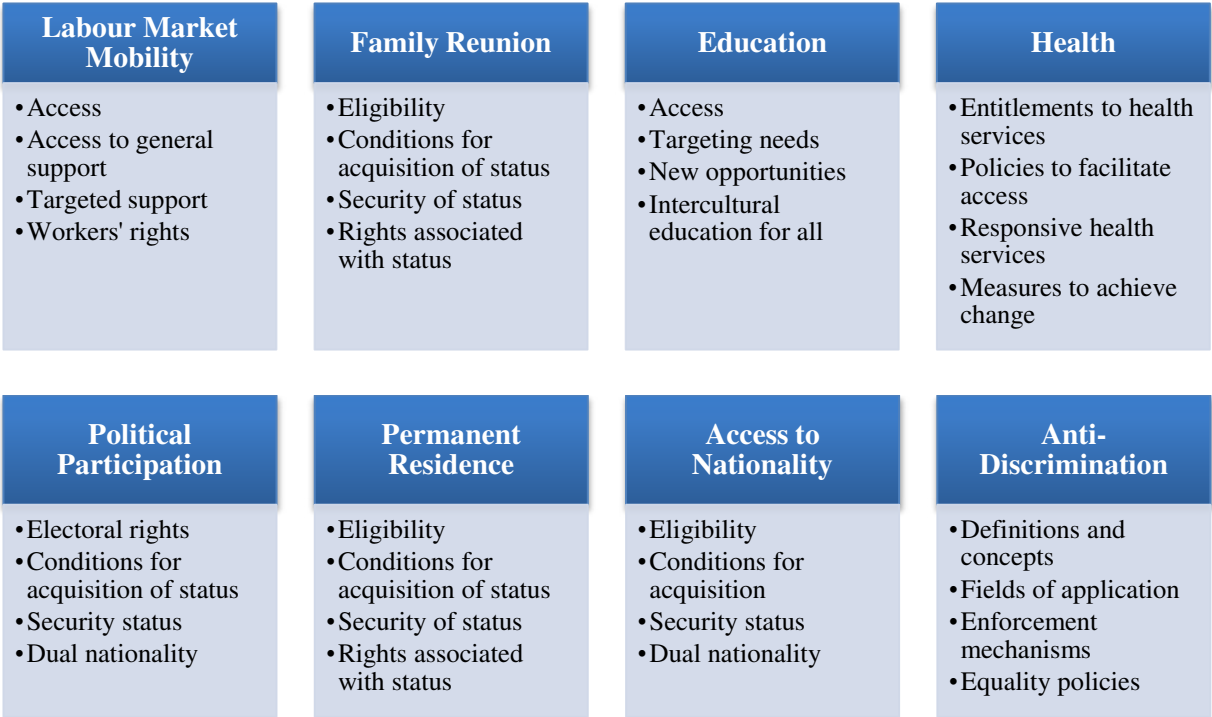 Labour Market
Mobility
•Access
•Access to general
support
•Targeted support
•Workers' rights
Family Reunion
•Eligibility
•Conditions for
acquisition of status
•Security of status
•Rights associated
with status
Education
•Access
•Targeting needs
•New opportunities
•Intercultural
education for all
Health
•Entitlements to health
services
•Policies to facilitate
access
•Responsive health
services
•Measures to achieve
change
Political
Participation
•Electoral rights
•Conditions for
acquisition of status
•Security status
•Dual nationality
Permanent
Residence
•Eligibility
•Conditions for
acquisition of status
•Security of status
•Rights associated
with status
Access to
Nationality
•Eligibility
•Conditions for
acquisition
•Security status
•Dual nationality
Anti-
Discrimination
•Definitions and
concepts
•Fields of application
•Enforcement
mechanisms
•Equality policies